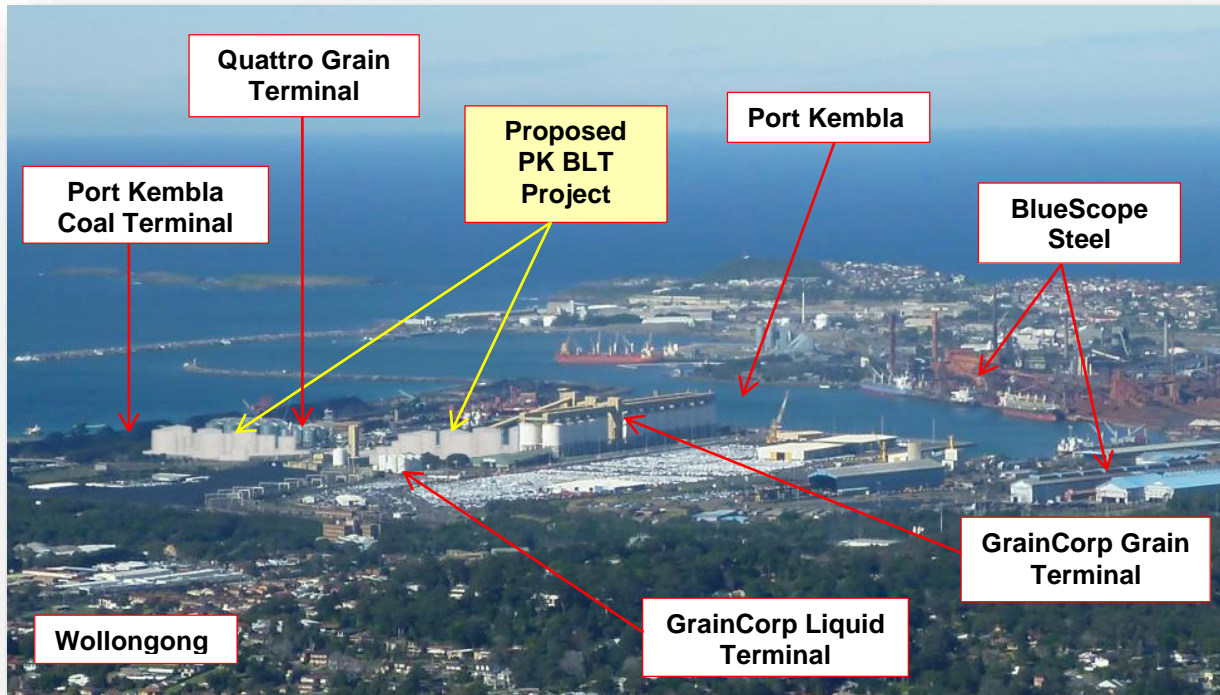 Quattro Grain
Terminal
Proposed
PK BLT
Project
Port Kembla
Port Kembla
Coal Terminal
BlueScope
Steel
GrainCorp Grain
Terminal
GrainCorp Liquid
Terminal
Wollongong